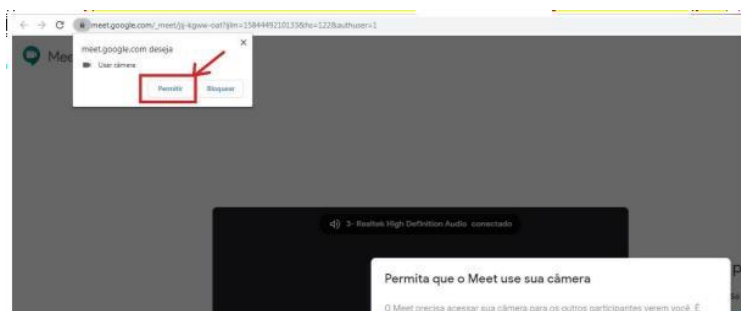 meet.google.com/_meet/jij-kgww-oat?ijlm=1584449210133&hs=122&authuser=1
Mee
meet.google.com deseja
Usar câmera
Permitir Bloquear
3- Realtek High Definition Audio conectado
Permita que o Meet use sua câmera
O Meet precisa acessar sua câmera para os outros participantes verem você. É